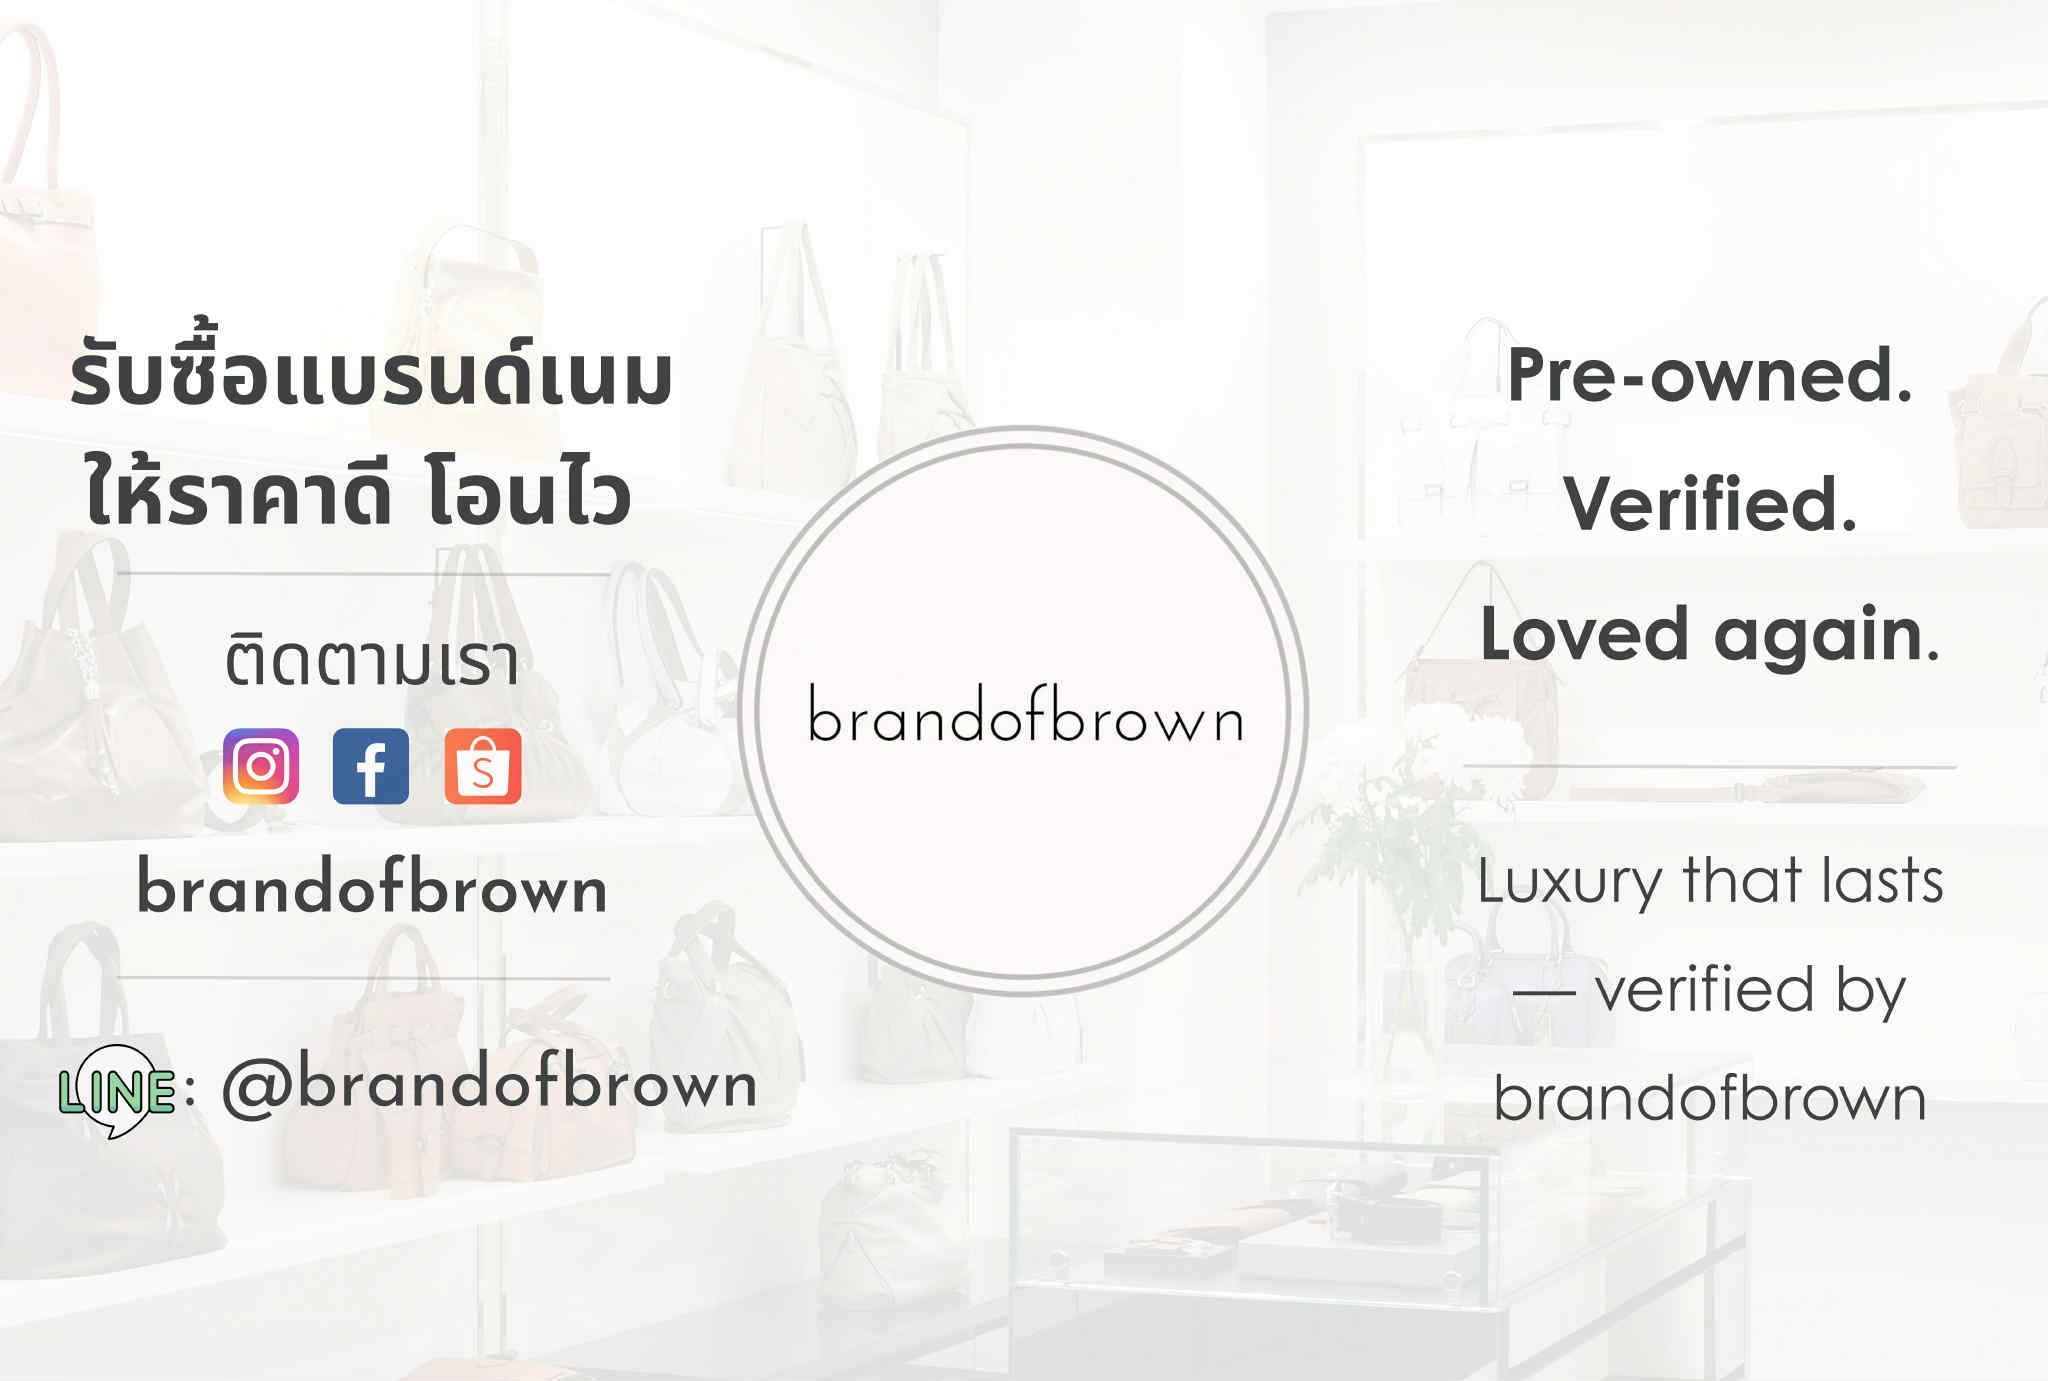 รับซื้อแบรนด์เนม
ให้ราคาดี โอนไว
ติดตามเรา
brandofbrown
LINE: @brandofbrown
brandofbrown
Pre-owned.
Verified.
Loved again.
Luxury that lasts
— verified by
brandofbrown